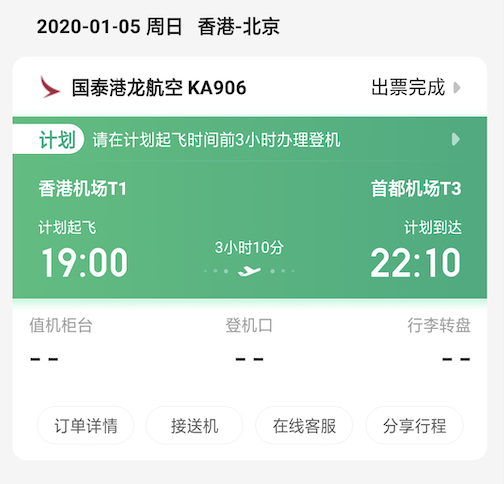 2020-01-05 周日 香港-北京
国泰港龙航空 KA906 出票完成
计划 请在计划起飞时间前3小时办理登机
香港机场T1 首都机场T3
计划起飞 计划到达
19:00 3小时10分 22:10
值机柜台 登机口 行李转盘
-- -- --
订单详情 接送机 在线客服 分享行程